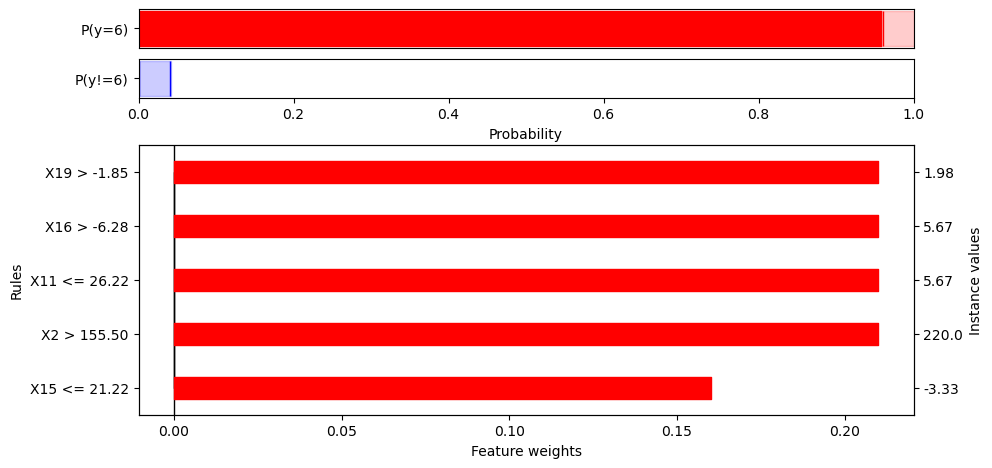 P(y=6)
P(y!=6)
0.0 0.2 0.4 0.6 0.8 1.0
Probability
Rules
X19 > -1.85 1.98
X16 > -6.28 5.67
X11 <= 26.22 5.67
X2 > 155.50 220.0
X15 <= 21.22 -3.33
Instance values
0.00 0.05 0.10 0.15 0.20
Feature weights